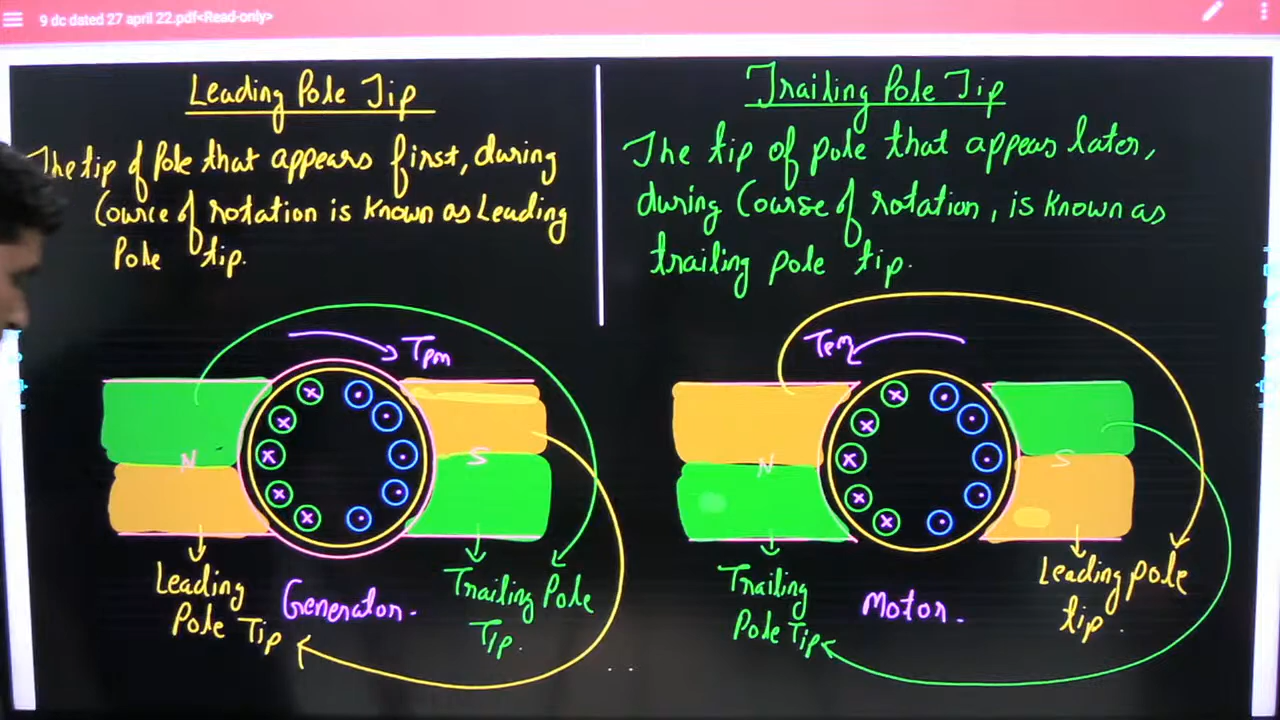 9 dc dated 27 april 22.pdf<Read-only>
Leading Pole Tip
The tip of Pole that appears first, during
Cource of rotation is known as Leading
Pole tip.
Trailing Pole Tip
The tip of pole that appears later,
during Course of rotation, is known as
trailing pole tip.
Tpm
N
S
Leading
Pole Tip
Generator.
Trailing Pole
Tip.
Tem
N
S
Trailing
Pole Tip
Motor.
Leading pole
tip.